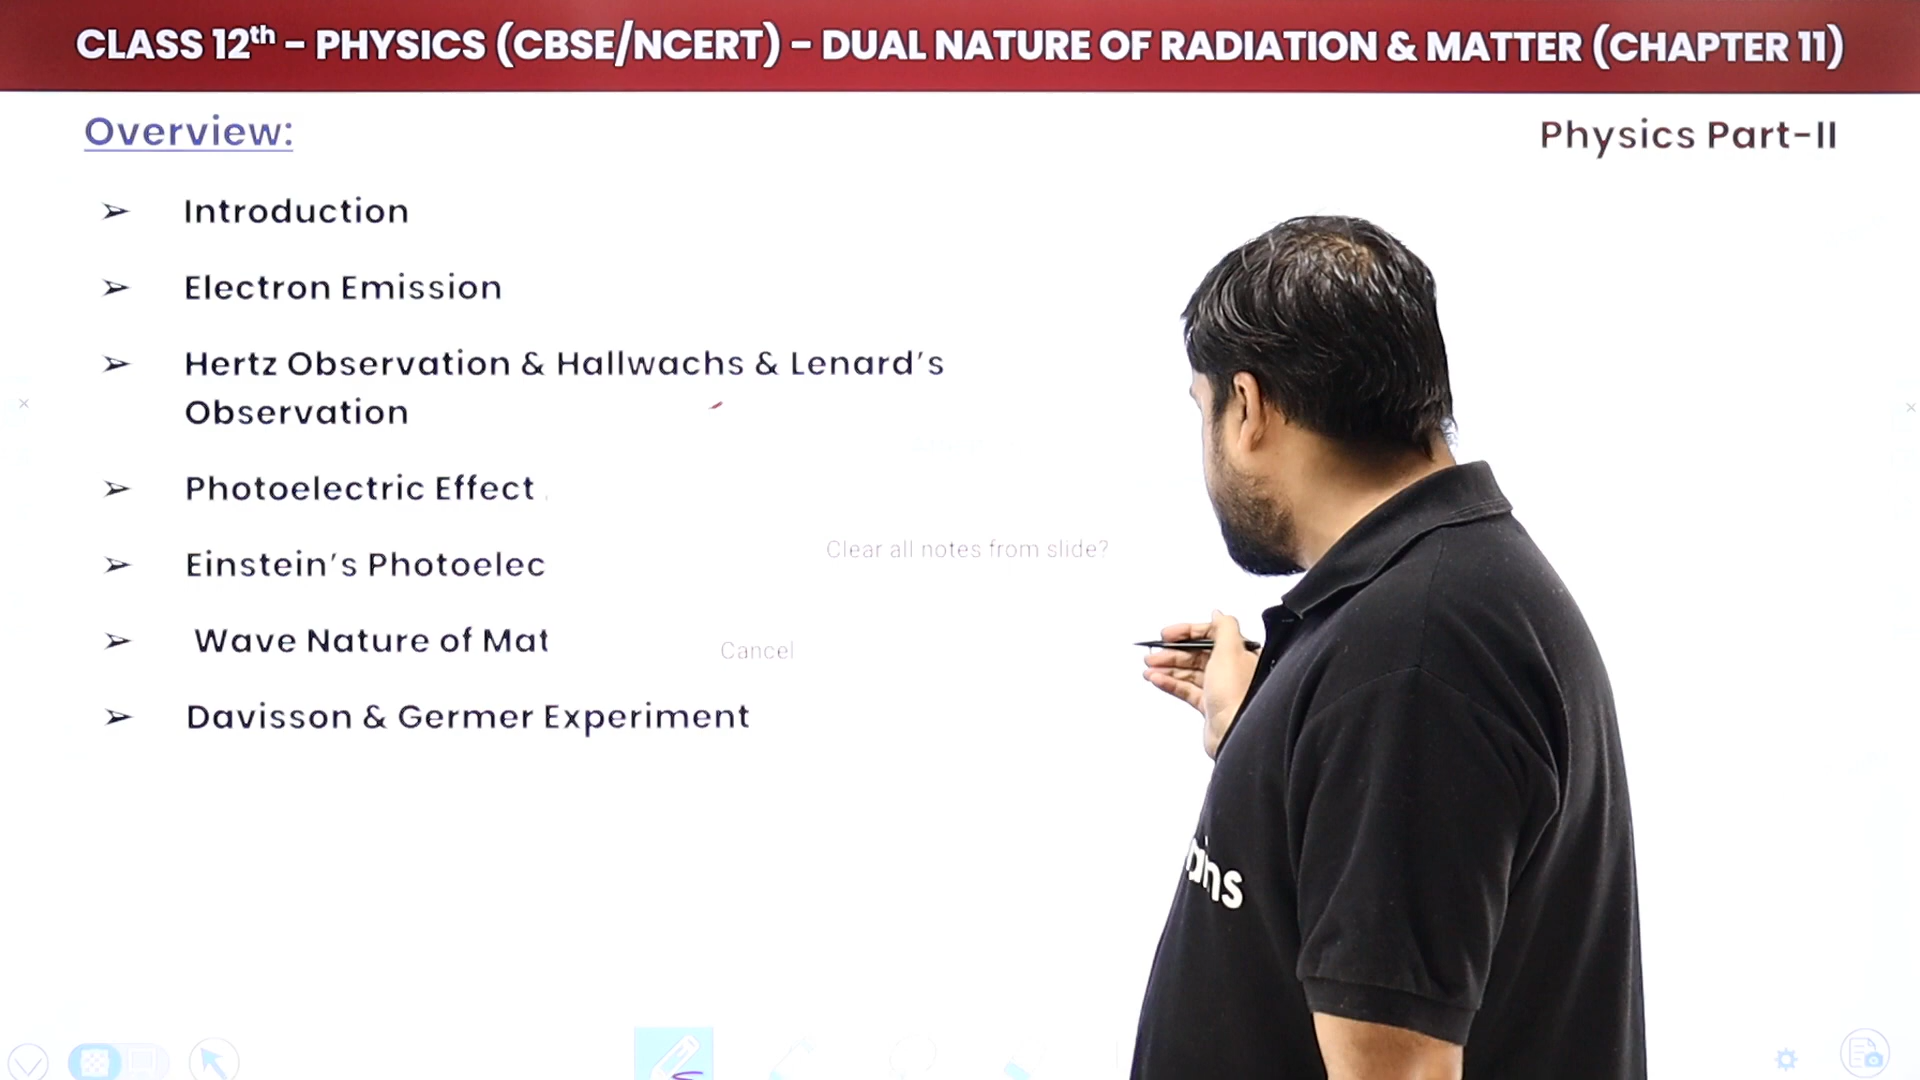 CLASS 12th - PHYSICS (CBSE/NCERT) - DUAL NATURE OF RADIATION & MATTER (CHAPTER 11)
Overview:
Physics Part-II
➢ Introduction
➢ Electron Emission
➢ Hertz Observation & Hallwachs & Lenard’s
Observation
➢ Photoelectric Effect
➢ Einstein’s Photoelec
➢ Wave Nature of Mat
➢ Davisson & Germer Experiment
Clear all notes from slide?
Cancel